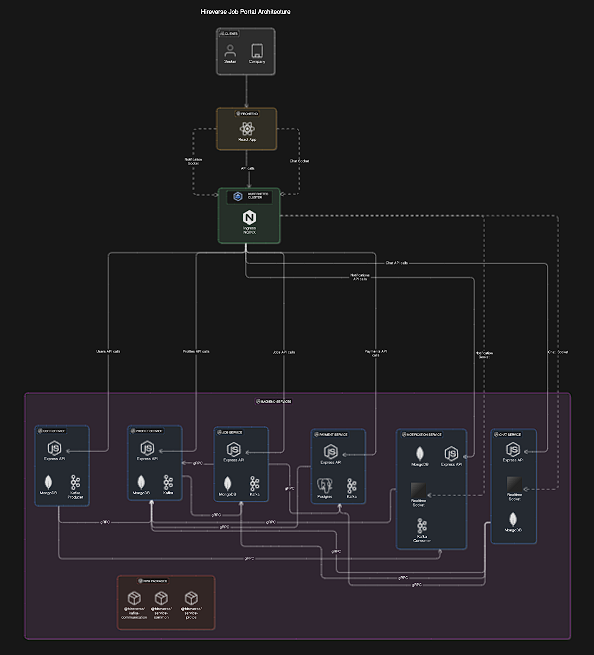 Hireverse Job Portal Architecture
CLIENTS
Seeker
Company
FRONTEND
React App
Notification
Socket
API calls
Chat Socket
KUBERNETES
CLUSTER
Ingress
NGINX
Chat API calls
Notifications
API calls
Users API calls
Profiles API calls
Jobs API calls
Payments API
calls
Notification
Socket
Chat Socket
BACKEND SERVICES
USER SERVICE
Express API
MongoDB
Kafka
Producer
PROFILE SERVICE
Express API
MongoDB
Kafka
JOB SERVICE
Express API
MongoDB
Kafka
PAYMENT SERVICE
Express API
Postgres
Kafka
NOTIFICATION SERVICE
MongoDB
Express API
Realtime
Socket
Kafka
Consumer
CHAT SERVICE
Express API
Realtime
Socket
MongoDB
gRPC
gRPC
gRPC
gRPC
gRPC
gRPC
gRPC
gRPC
NPM PACKAGES
@hireverse/
kafka-
communication
@hireverse/
service-
common
@hireverse/
service-
protos